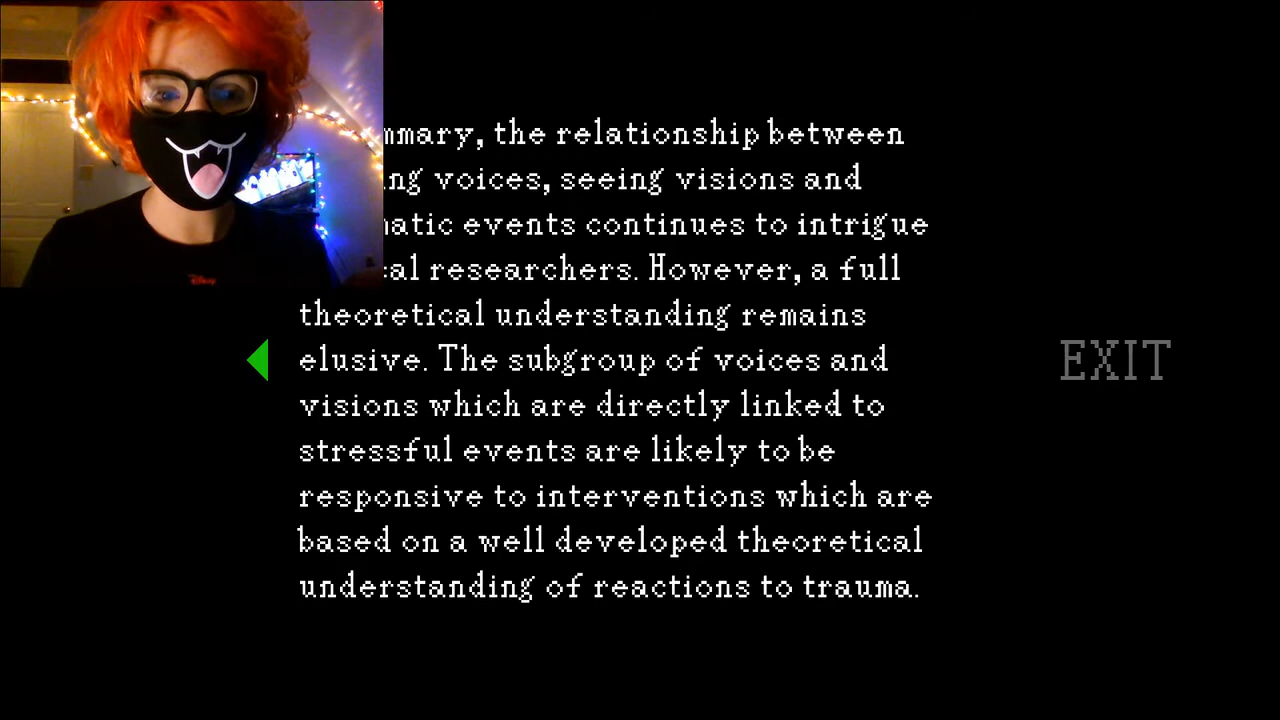 the relationship between
voices, seeing visions and
events continues to intrigue
researchers. However, a full
theoretical understanding remains
elusive. The subgroup of voices and
visions which are directly linked to
stressful events are likely to be
responsive to interventions which are
based on a well developed theoretical
understanding of reactions to trauma.
EXIT
Disney